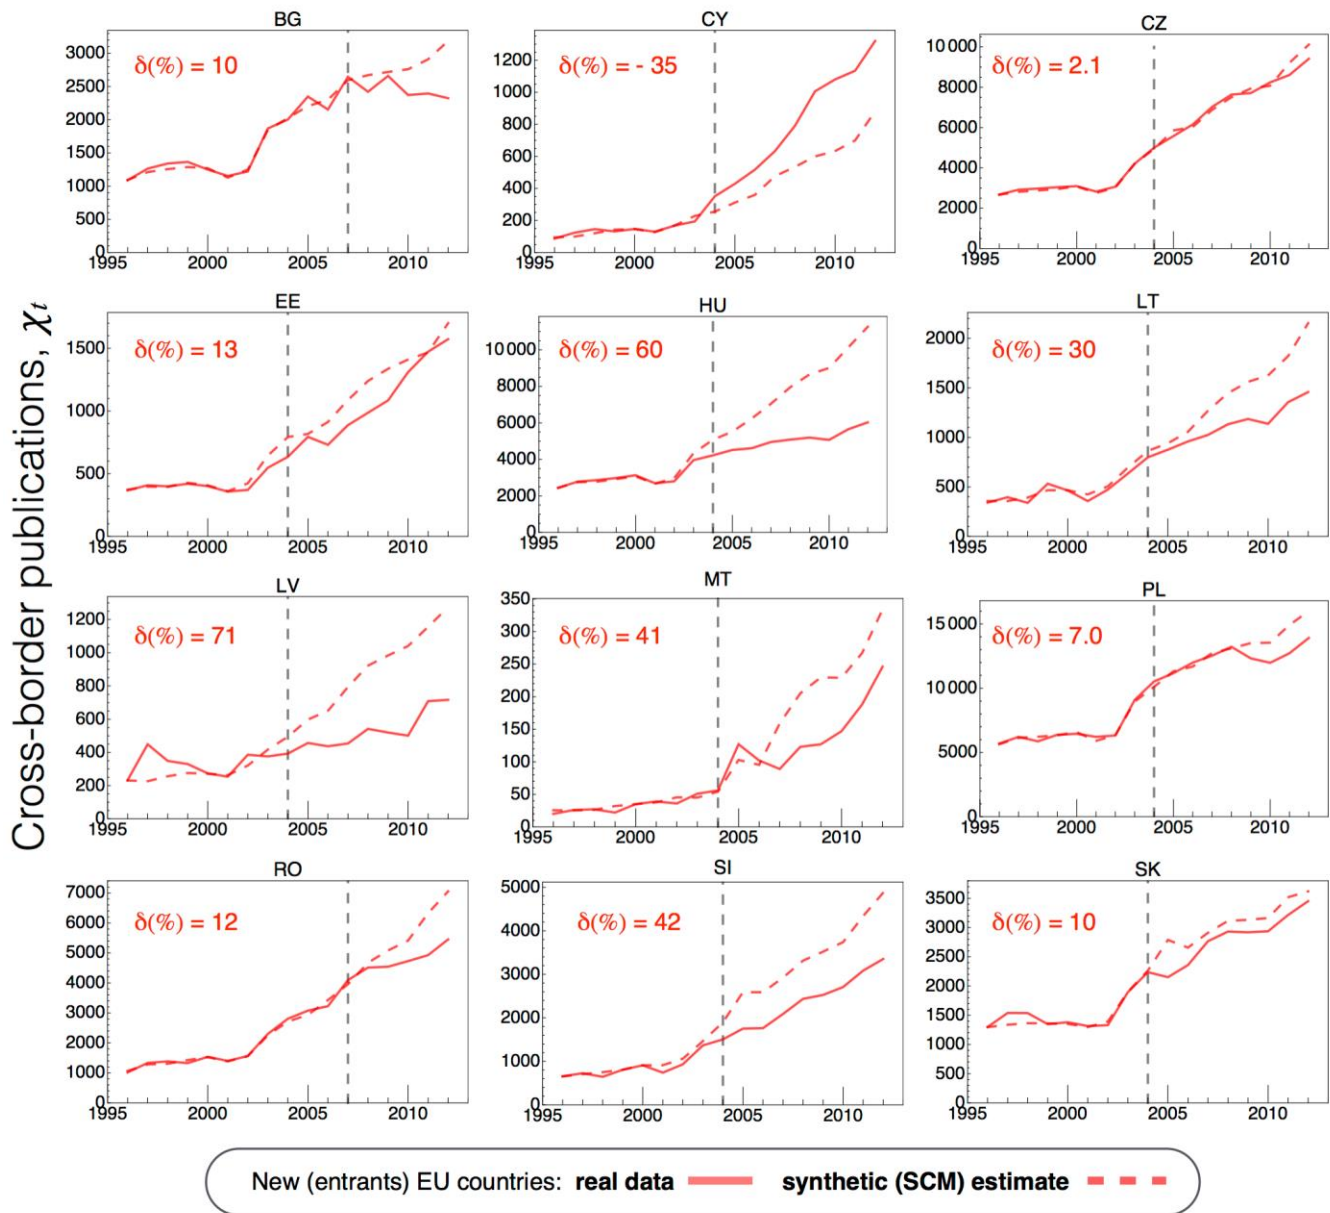 Cross-border publications, χt
BG
δ(%) = 10
3000
2500
2000
1500
1000
500
0
1995 2000 2005 2010
CY
δ(%) = - 35
1200
1000
800
600
400
200
0
1995 2000 2005 2010
CZ
δ(%) = 2.1
10 000
8000
6000
4000
2000
0
1995 2000 2005 2010
EE
δ(%) = 13
1500
1000
500
0
1995 2000 2005 2010
HU
δ(%) = 60
10 000
8000
6000
4000
2000
0
1995 2000 2005 2010
LT
δ(%) = 30
2000
1500
1000
500
0
1995 2000 2005 2010
LV
δ(%) = 71
1200
1000
800
600
400
200
0
1995 2000 2005 2010
MT
δ(%) = 41
350
300
250
200
150
100
50
0
1995 2000 2005 2010
PL
δ(%) = 7.0
15 000
10 000
5000
0
1995 2000 2005 2010
RO
δ(%) = 12
7000
6000
5000
4000
3000
2000
1000
0
1995 2000 2005 2010
SI
δ(%) = 42
5000
4000
3000
2000
1000
0
1995 2000 2005 2010
SK
δ(%) = 10
3500
3000
2500
2000
1500
1000
500
0
1995 2000 2005 2010
New (entrants) EU countries: real data synthetic (SCM) estimate